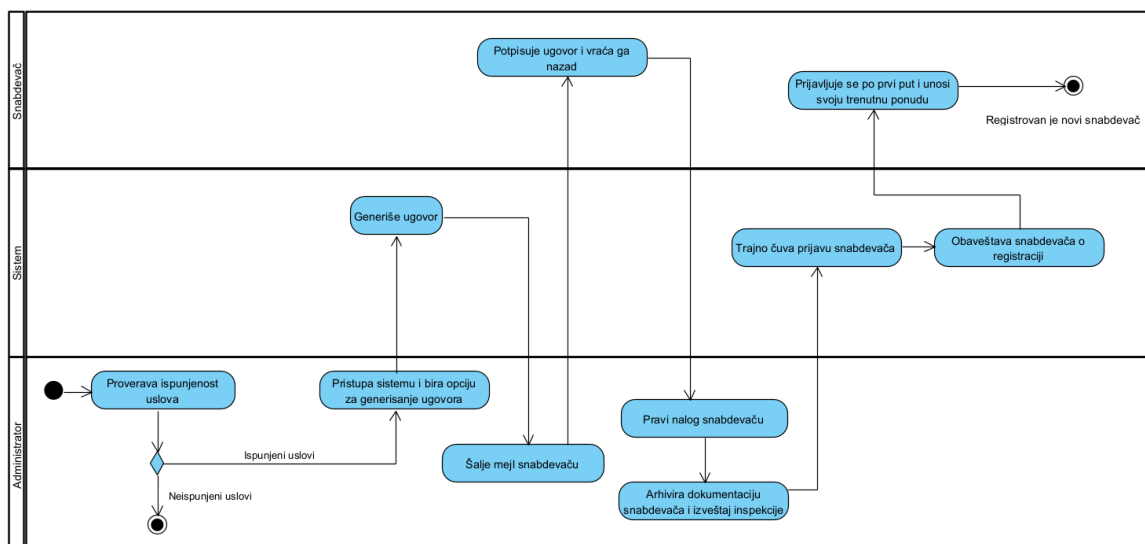 Snabdevač
Potpisuje ugovor i vraća ga
nazad
Prijavljuje se po prvi put i unosi
svoju trenutnu ponudu
Registrovan je novi snabdevač
Sistem
Generiše ugovor
Trajno čuva prijavu snabdevača
Obaveštava snabdevača o
registraciji
Administrator
Proverava ispunjenost
uslova
Pristupa sistemu i bira opciju
za generisanje ugovora
Pravi nalog snabdevaču
Ispunjeni uslovi
Šalje mejl snabdevaču
Neispunjeni uslovi
Arhivira dokumentaciju
snabdevača i izveštaj inspekcije